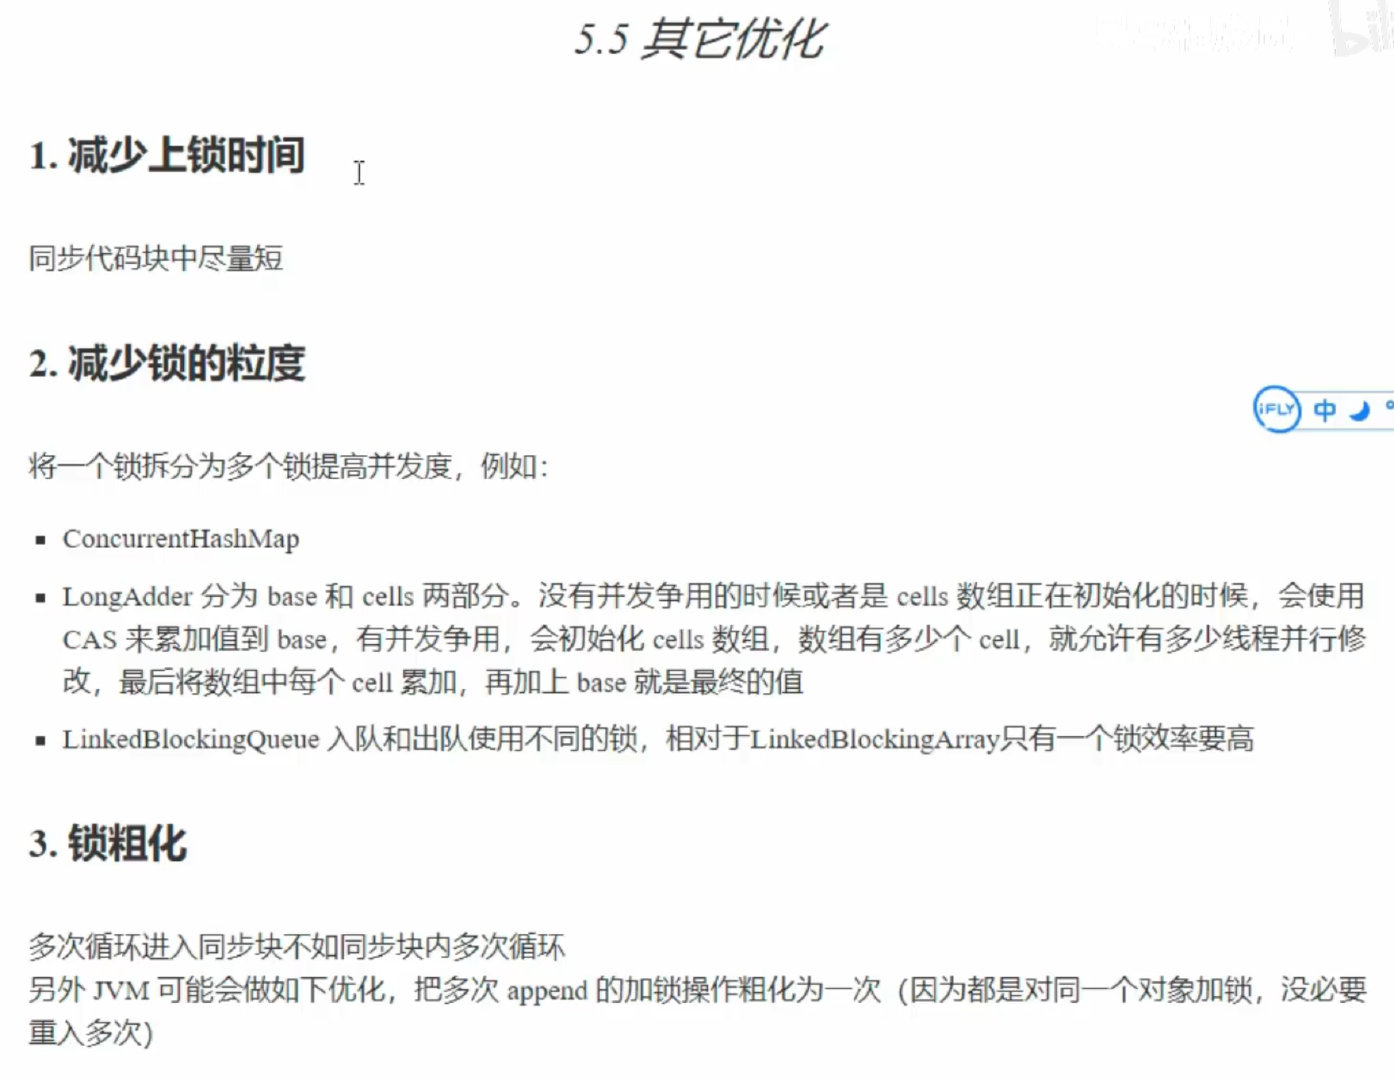 5.5 其它优化
1. 减少上锁时间
同步代码块中尽量短
2. 减少锁的粒度
iFLY 中
将一个锁拆分为多个锁提高并发度，例如：
ConcurrentHashMap
LongAdder 分为 base 和 cells 两部分。没有并发争用的时候或者是 cells 数组正在初始化的时候，会使用
CAS 来累加值到 base，有并发争用，会初始化 cells 数组，数组有多少个 cell，就允许有多少线程并行修
改，最后将数组中每个 cell 累加，再加上 base 就是最终的值
LinkedBlockingQueue 入队和出队使用不同的锁，相对于LinkedBlockingArray只有一个锁效率要高
3. 锁粗化
多次循环进入同步块不如同步块内多次循环
另外 JVM 可能会做如下优化，把多次 append 的加锁操作粗化为一次（因为都是对同一个对象加锁，没必要
重入多次）